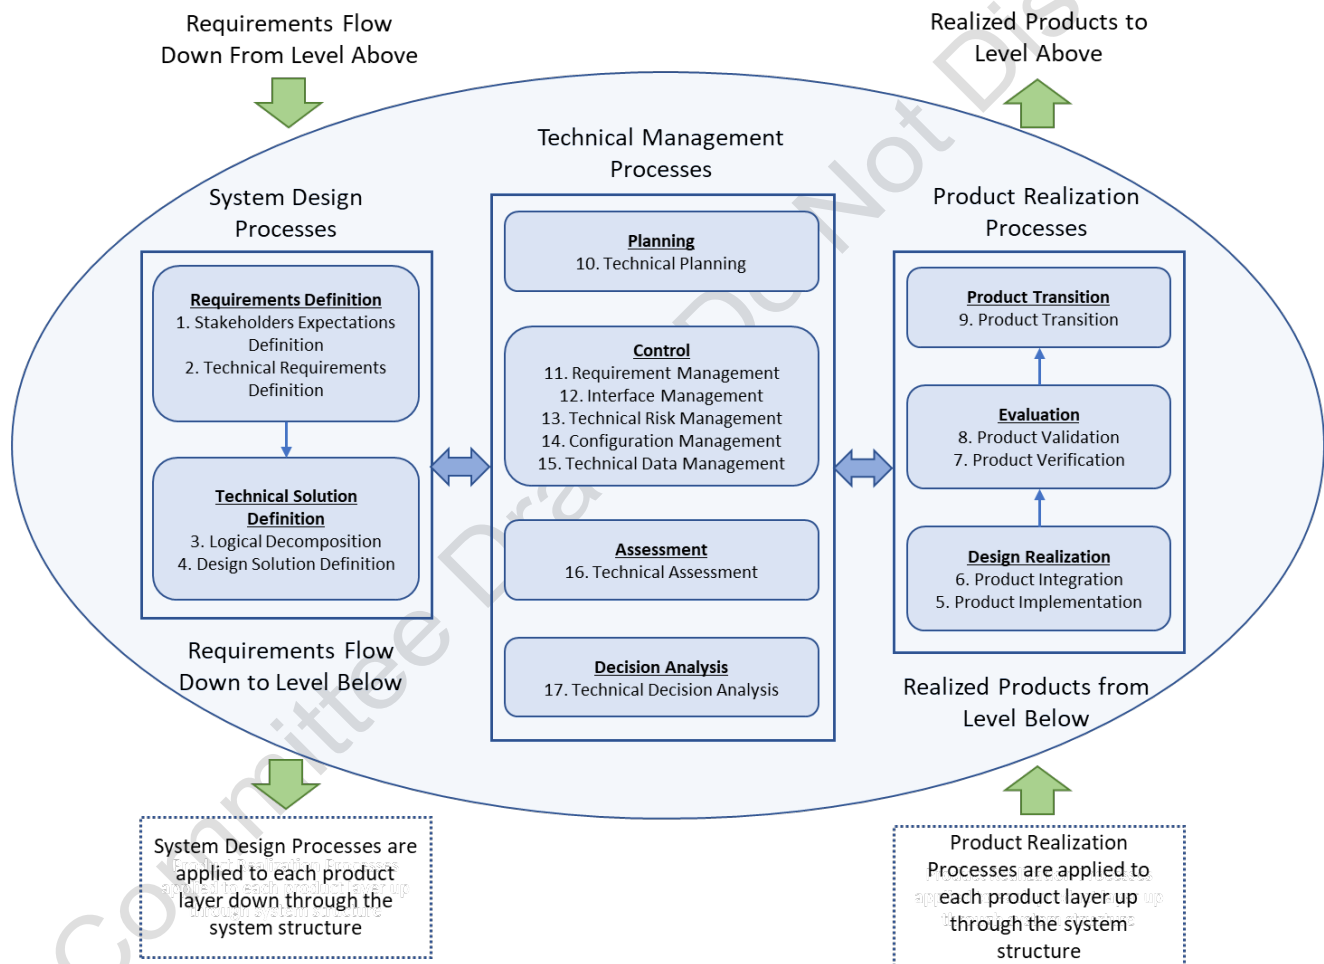 Requirements Flow
Down From Level Above
Realized Products to
Level Above
Technical Management
Processes
System Design
Processes
Product Realization
Processes
Planning
10. Technical Planning
Requirements Definition
1. Stakeholders Expectations
Definition
2. Technical Requirements
Definition
Product Transition
9. Product Transition
Control
11. Requirement Management
12. Interface Management
13. Technical Risk Management
14. Configuration Management
15. Technical Data Management
Evaluation
8. Product Validation
7. Product Verification
Technical Solution
Definition
3. Logical Decomposition
4. Design Solution Definition
Assessment
16. Technical Assessment
Design Realization
6. Product Integration
5. Product Implementation
Decision Analysis
17. Technical Decision Analysis
Requirements Flow
Down to Level Below
Realized Products from
Level Below
System Design Processes are
applied to each product
layer down through the
system structure
Product Realization
Processes are applied to
each product layer up
through the system
structure
Committee Draft Do Not Dis